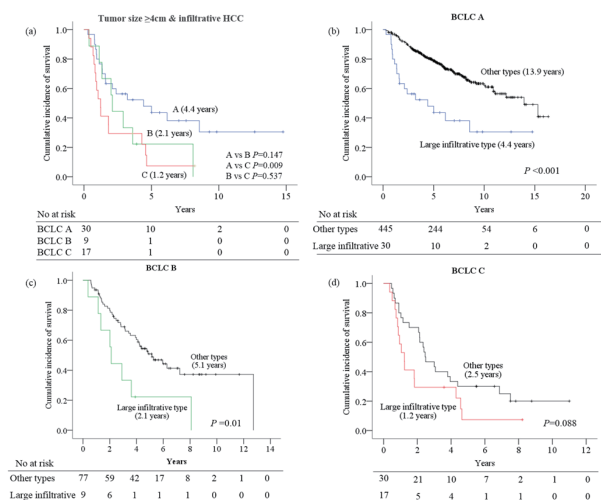 Tumor size ≥4cm & infiltrative HCC
(a)
Cumulative incidence of survival
1.0
0.8
0.6
0.4
0.2
0.0
A (4.4 years)
B (2.1 years)
C (1.2 years)
A vs B P=0.147
A vs C P=0.009
B vs C P=0.537
0 5 10 15
Years
No at risk
BCLC A 30 10 2 0
BCLC B 9 1 0
BCLC C 17 1 0
BCLC A
(b)
Cumulative incidence of survival
1.0
0.8
0.6
0.4
0.2
0.0
Other types (13.9 years)
Large infiltrative type (4.4 years)
P <0.001
0 5 10 15 20
Years
No at risk
Other types 445 244 54 6 0
Large infiltrative 30 10 2 0 0
BCLC B
(c)
Cumulative incidence of survival
1.0
0.8
0.6
0.4
0.2
0.0
Other types
(5.1 years)
Large infiltrative type
(2.1 years)
P =0.01
0 2 4 6 8 10 12 14
Years
No at risk
Other types 77 59 42 17 8 2 1 0
Large infiltrative 9 6 1 1 1 0 0 0
BCLC C
(d)
Cumulative incidence of survival
1.0
0.8
0.6
0.4
0.2
0.0
Other types
(2.5 years)
Large infiltrative type
(1.2 years)
P=0.088
0 2 4 6 8 10 12
Years
30 21 10 7 2 1 0
17 5 4 1 1 0 0